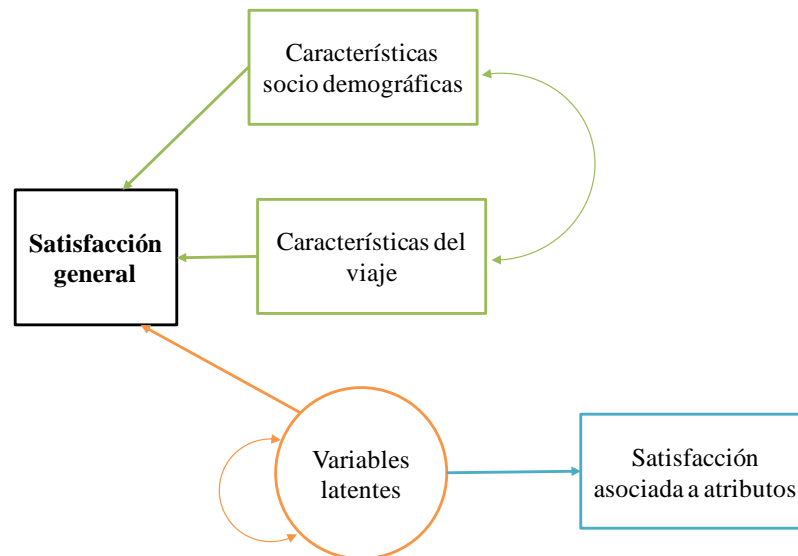 Características
socio demográficas
Satisfacción
general
Características del
viaje
Variables
latentes
Satisfacción
asociada a atributos